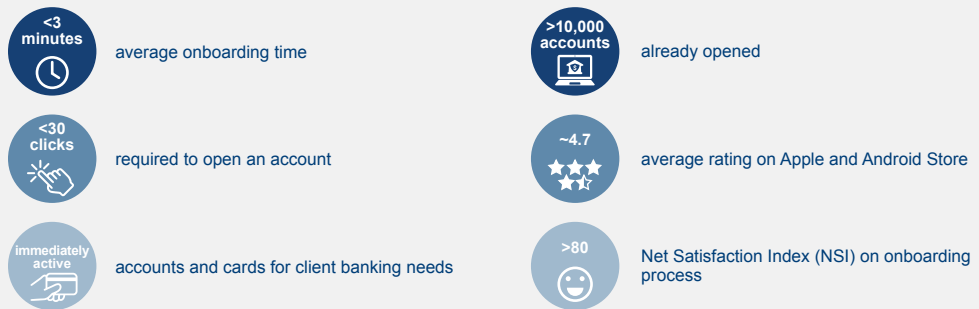 <3
minutes
average onboarding time
>10,000
accounts
already opened
<30
clicks
required to open an account
~4.7
average rating on Apple and Android Store
immediately
active
accounts and cards for client banking needs
>80
Net Satisfaction Index (NSI) on onboarding
process